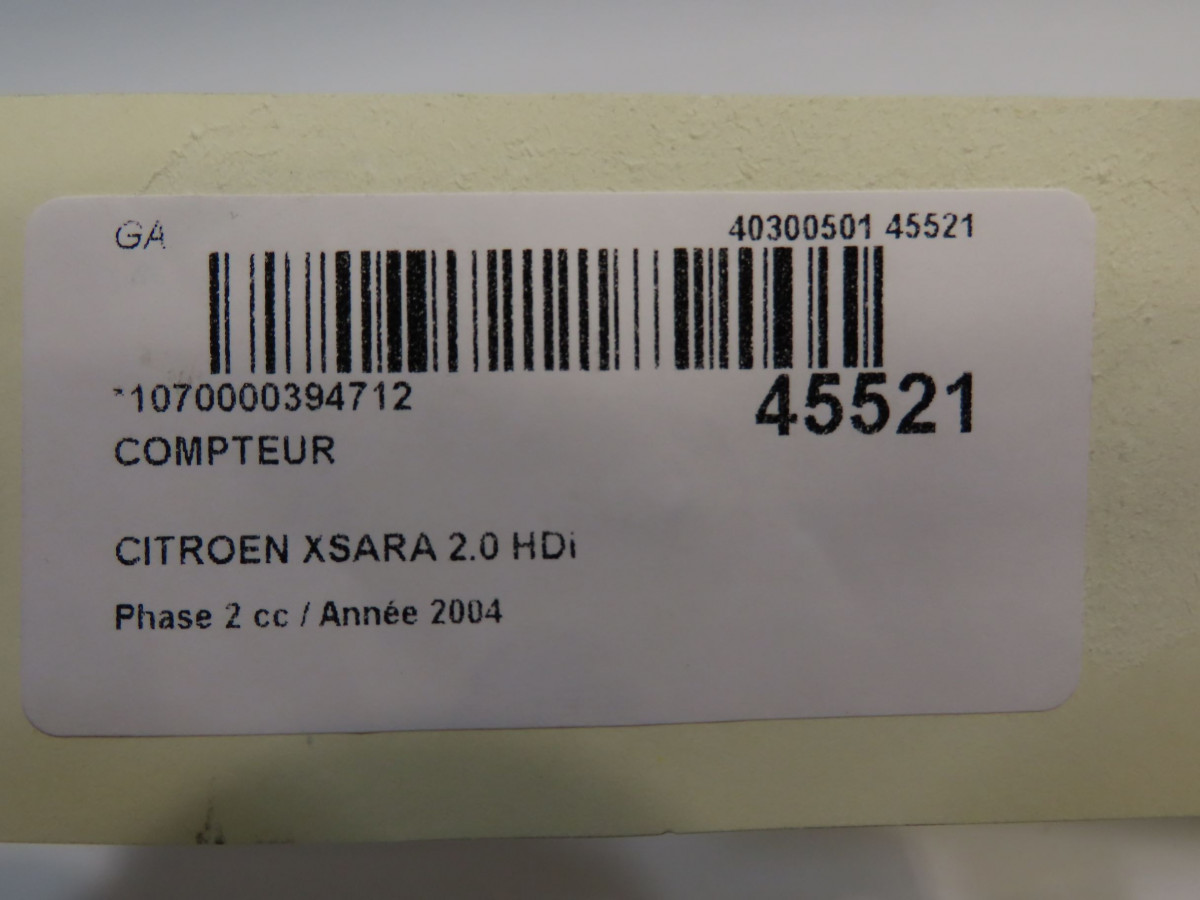 GA
40300501 45521
*1070000394712
45521
COMPTEUR
CITROEN XSARA 2.0 HDi
Phase 2 cc / Année 2004